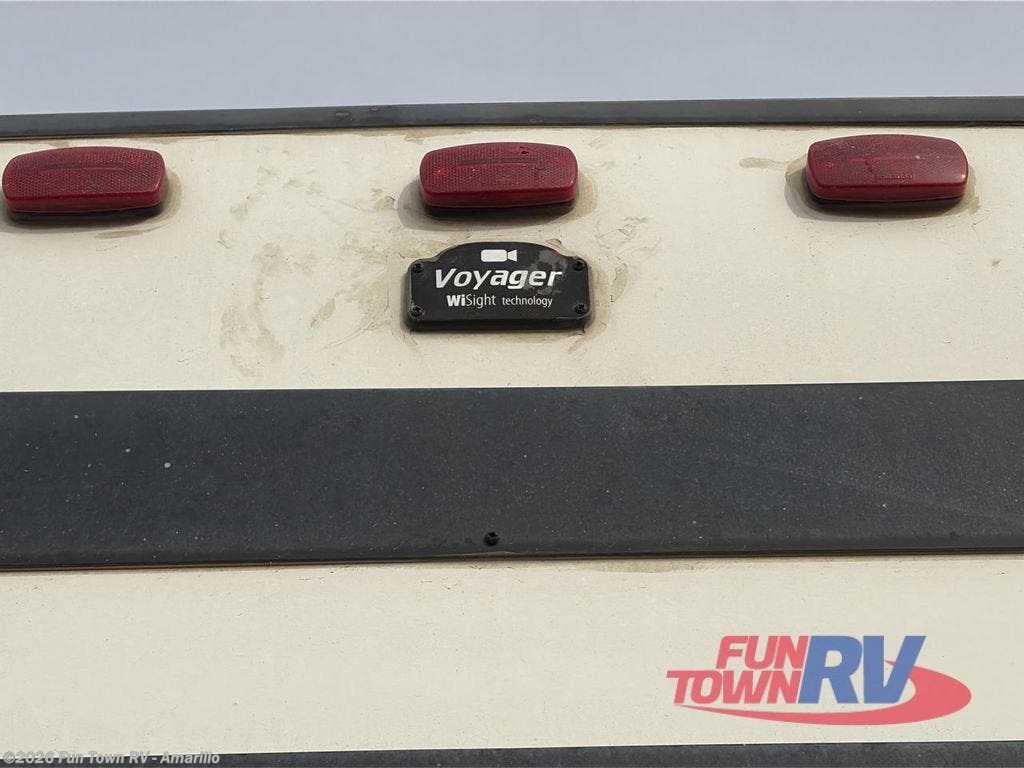 Voyager
WiSight technology
FUN
TOWN RV
©2026 Fun Town RV - Amarillo